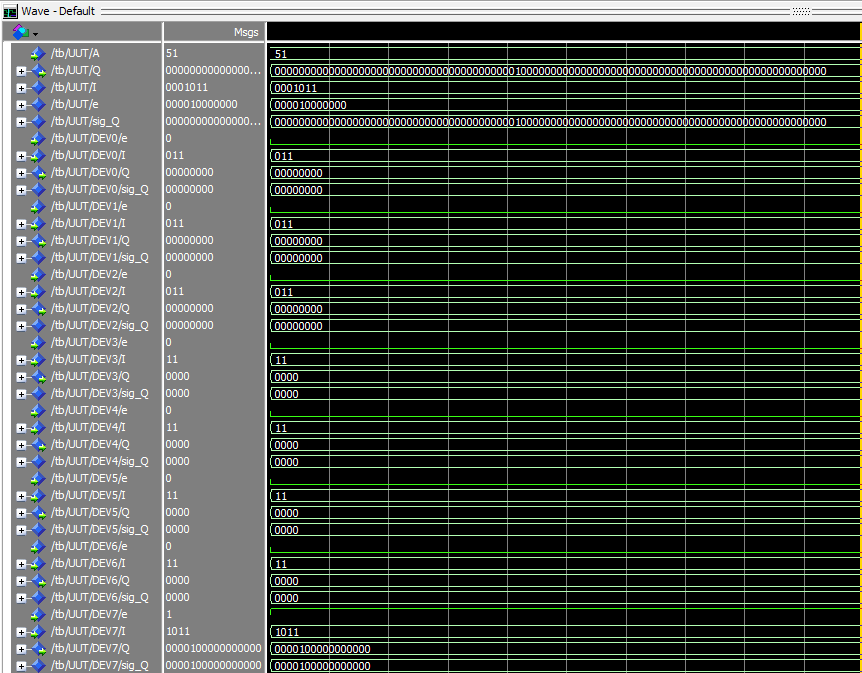 Wave - Default
Msgs
/tb/UUT/A 51 51
/tb/UUT/Q 00000000000000... 00000000000000000000000000000000000000001000000000000000000000000000000000000000000000000000
/tb/UUT/I 0001011 0001011
/tb/UUT/e 000010000000 000010000000
/tb/UUT/sig_Q 00000000000000... 00000000000000000000000000000000000000001000000000000000000000000000000000000000000000000000
/tb/UUT/DEV0/e 0
/tb/UUT/DEV0/I 011 011
/tb/UUT/DEV0/Q 00000000 00000000
/tb/UUT/DEV0/sig_Q 00000000 00000000
/tb/UUT/DEV1/e 0
/tb/UUT/DEV1/I 011 011
/tb/UUT/DEV1/Q 00000000 00000000
/tb/UUT/DEV1/sig_Q 00000000 00000000
/tb/UUT/DEV2/e 0
/tb/UUT/DEV2/I 011 011
/tb/UUT/DEV2/Q 00000000 00000000
/tb/UUT/DEV2/sig_Q 00000000 00000000
/tb/UUT/DEV3/e 0
/tb/UUT/DEV3/I 11 11
/tb/UUT/DEV3/Q 0000 0000
/tb/UUT/DEV3/sig_Q 0000 0000
/tb/UUT/DEV4/e 0
/tb/UUT/DEV4/I 11 11
/tb/UUT/DEV4/Q 0000 0000
/tb/UUT/DEV4/sig_Q 0000 0000
/tb/UUT/DEV5/e 0
/tb/UUT/DEV5/I 11 11
/tb/UUT/DEV5/Q 0000 0000
/tb/UUT/DEV5/sig_Q 0000 0000
/tb/UUT/DEV6/e 0
/tb/UUT/DEV6/I 11 11
/tb/UUT/DEV6/Q 0000 0000
/tb/UUT/DEV6/sig_Q 0000 0000
/tb/UUT/DEV7/e 1
/tb/UUT/DEV7/I 1011 1011
/tb/UUT/DEV7/Q 0000100000000000 0000100000000000
/tb/UUT/DEV7/sig_Q 0000100000000000 0000100000000000